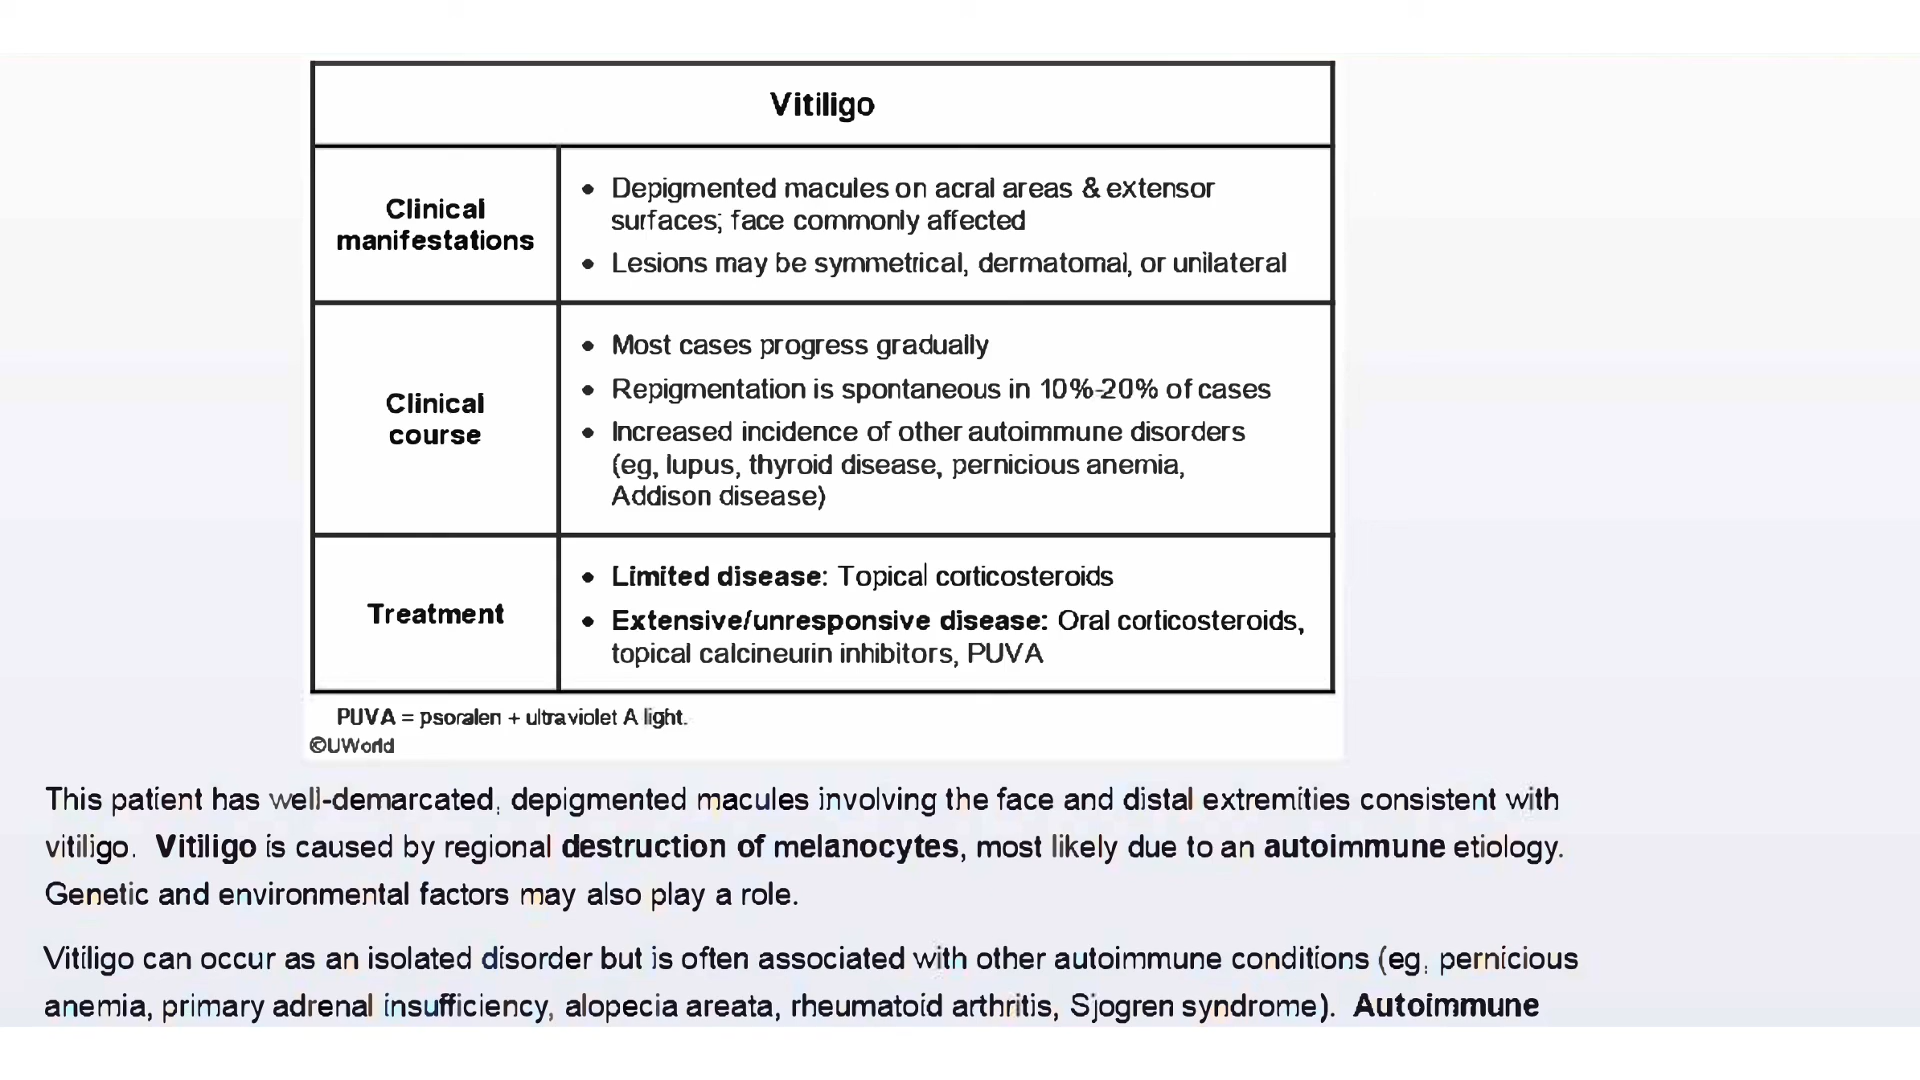 Vitiligo
Clinical
manifestations
• Depigmented macules on acral areas & extensor
surfaces; face commonly affected
• Lesions may be symmetrical, dermatomal, or unilateral
Clinical
course
• Most cases progress gradually
• Repigmentation is spontaneous in 10%-20% of cases
• Increased incidence of other autoimmune disorders
(eg, lupus, thyroid disease, pernicious anemia,
Addison disease)
Treatment
• Limited disease: Topical corticosteroids
• Extensive/unresponsive disease: Oral corticosteroids,
topical calcineurin inhibitors, PUVA
PUVA = psoralen + ultraviolet A light.
©UWorld
This patient has well-demarcated, depigmented macules involving the face and distal extremities consistent with
vitiligo. Vitiligo is caused by regional destruction of melanocytes, most likely due to an autoimmune etiology.
Genetic and environmental factors may also play a role.
Vitiligo can occur as an isolated disorder but is often associated with other autoimmune conditions (eg, pernicious
anemia, primary adrenal insufficiency, alopecia areata, rheumatoid arthritis, Sjogren syndrome). Autoimmune